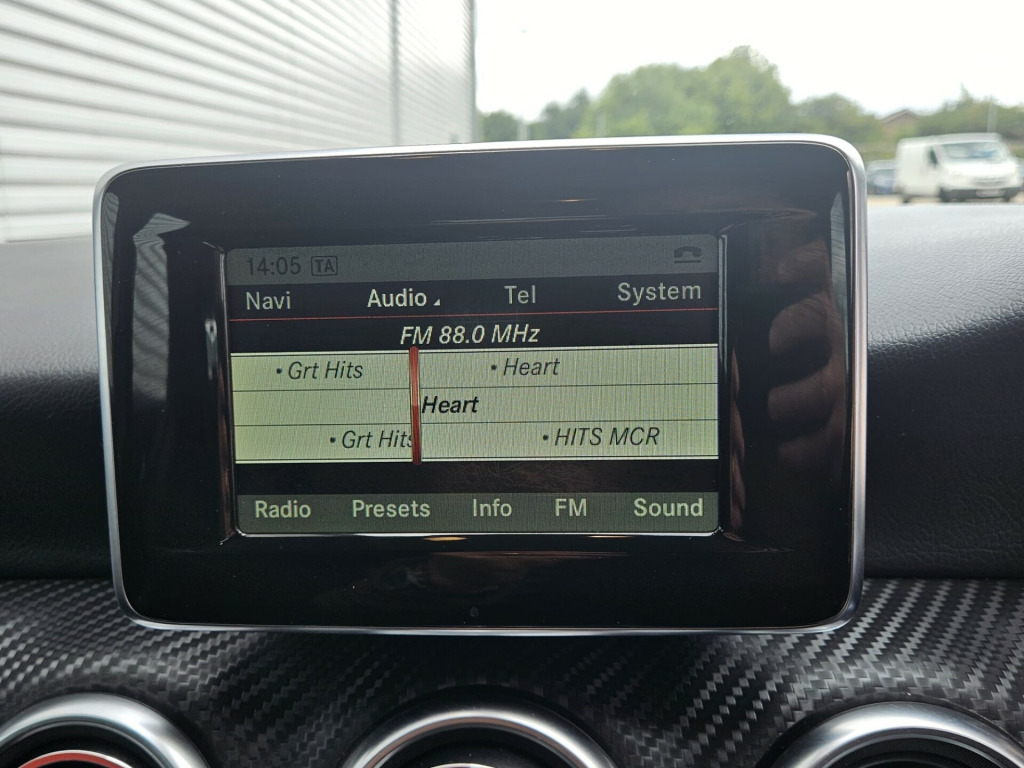 14:05 TA
Navi Audio Tel System
FM 88.0 MHz
• Grt Hits • Heart
Heart
• Grt Hits • HITS MCR
Radio Presets Info FM Sound